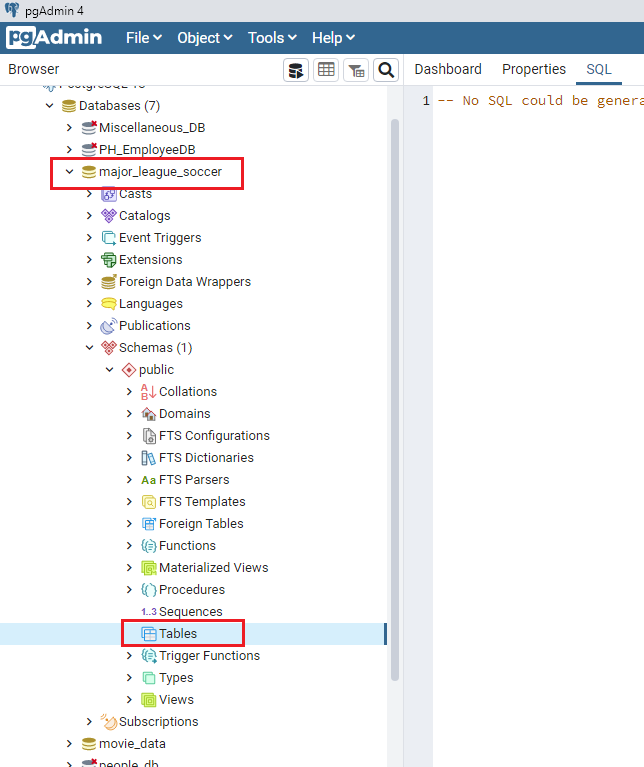 pgAdmin 4
pgAdmin File Object Tools Help
Browser Dashboard Properties SQL
Databases (7)
1 -- No SQL could be genera
Miscellaneous_DB
PH_EmployeeDB
major_league_soccer
Casts
Catalogs
Event Triggers
Extensions
Foreign Data Wrappers
Languages
Publications
Schemas (1)
public
Collations
Domains
FTS Configurations
FTS Dictionaries
Aa FTS Parsers
FTS Templates
Foreign Tables
Functions
Materialized Views
Procedures
1..3 Sequences
Tables
Trigger Functions
Types
Views
Subscriptions
movie_data
people_db